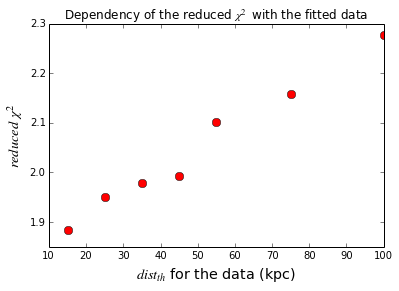 Dependency of the reduced χ² with the fitted data
2.3
2.2
2.1
2.0
1.9
reduced χ²
10 20 30 40 50 60 70 80 90 100
dist_th for the data (kpc)